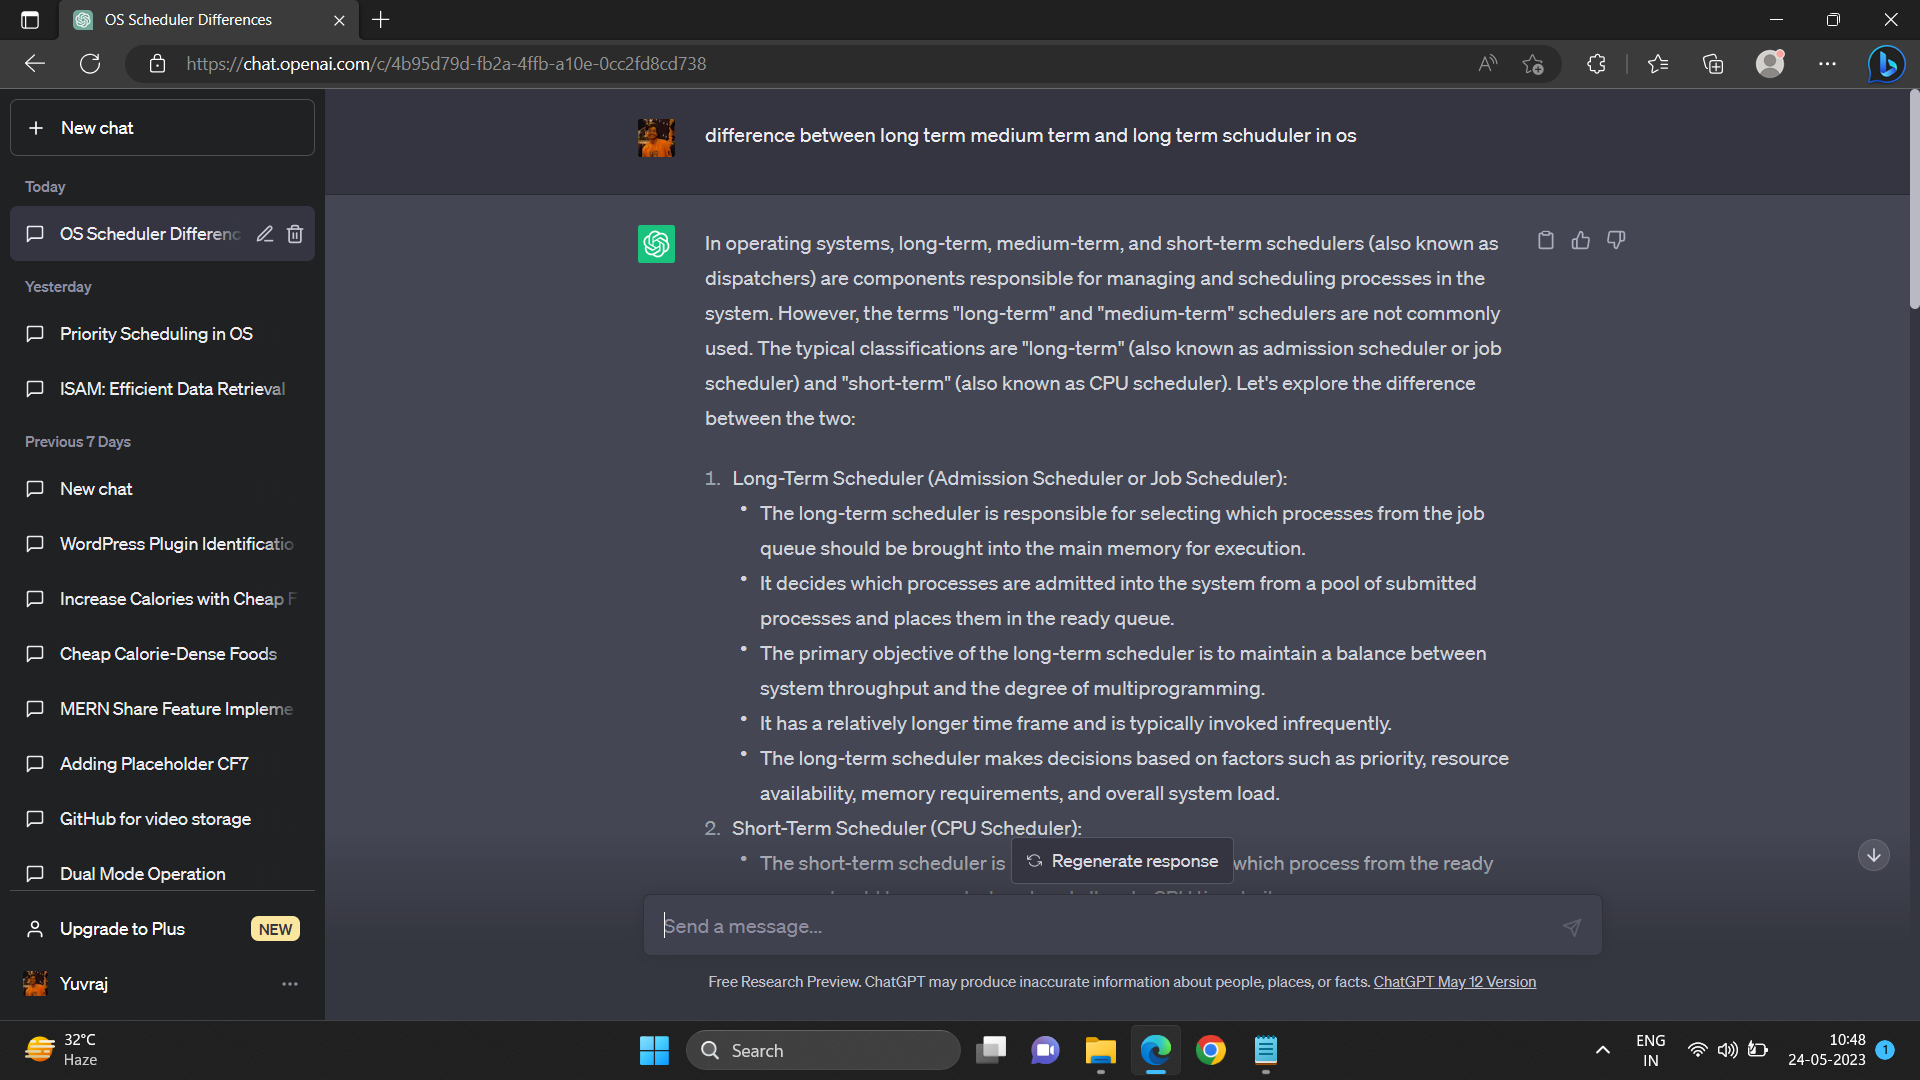 OS Scheduler Differences
https://chat.openai.com/c/4b95d79d-fb2a-4ffb-a10e-0cc2fd8cd738
New chat
Today
OS Scheduler Differenc
Yesterday
Priority Scheduling in OS
ISAM: Efficient Data Retrieval
Previous 7 Days
New chat
WordPress Plugin Identificatio
Increase Calories with Cheap F
Cheap Calorie-Dense Foods
MERN Share Feature Impleme
Adding Placeholder CF7
GitHub for video storage
Dual Mode Operation
Upgrade to Plus NEW
Yuvraj
difference between long term medium term and long term schuduler in os
In operating systems, long-term, medium-term, and short-term schedulers (also known as
dispatchers) are components responsible for managing and scheduling processes in the
system. However, the terms "long-term" and "medium-term" schedulers are not commonly
used. The typical classifications are "long-term" (also known as admission scheduler or job
scheduler) and "short-term" (also known as CPU scheduler). Let's explore the difference
between the two:
1. Long-Term Scheduler (Admission Scheduler or Job Scheduler):
• The long-term scheduler is responsible for selecting which processes from the job
queue should be brought into the main memory for execution.
• It decides which processes are admitted into the system from a pool of submitted
processes and places them in the ready queue.
• The primary objective of the long-term scheduler is to maintain a balance between
system throughput and the degree of multiprogramming.
• It has a relatively longer time frame and is typically invoked infrequently.
• The long-term scheduler makes decisions based on factors such as priority, resource
availability, memory requirements, and overall system load.
2. Short-Term Scheduler (CPU Scheduler):
• The short-term scheduler is which process from the ready
Regenerate response
Send a message...
Free Research Preview. ChatGPT may produce inaccurate information about people, places, or facts. ChatGPT May 12 Version
32°C
Haze
Search
ENG
IN
10:48
24-05-2023
1